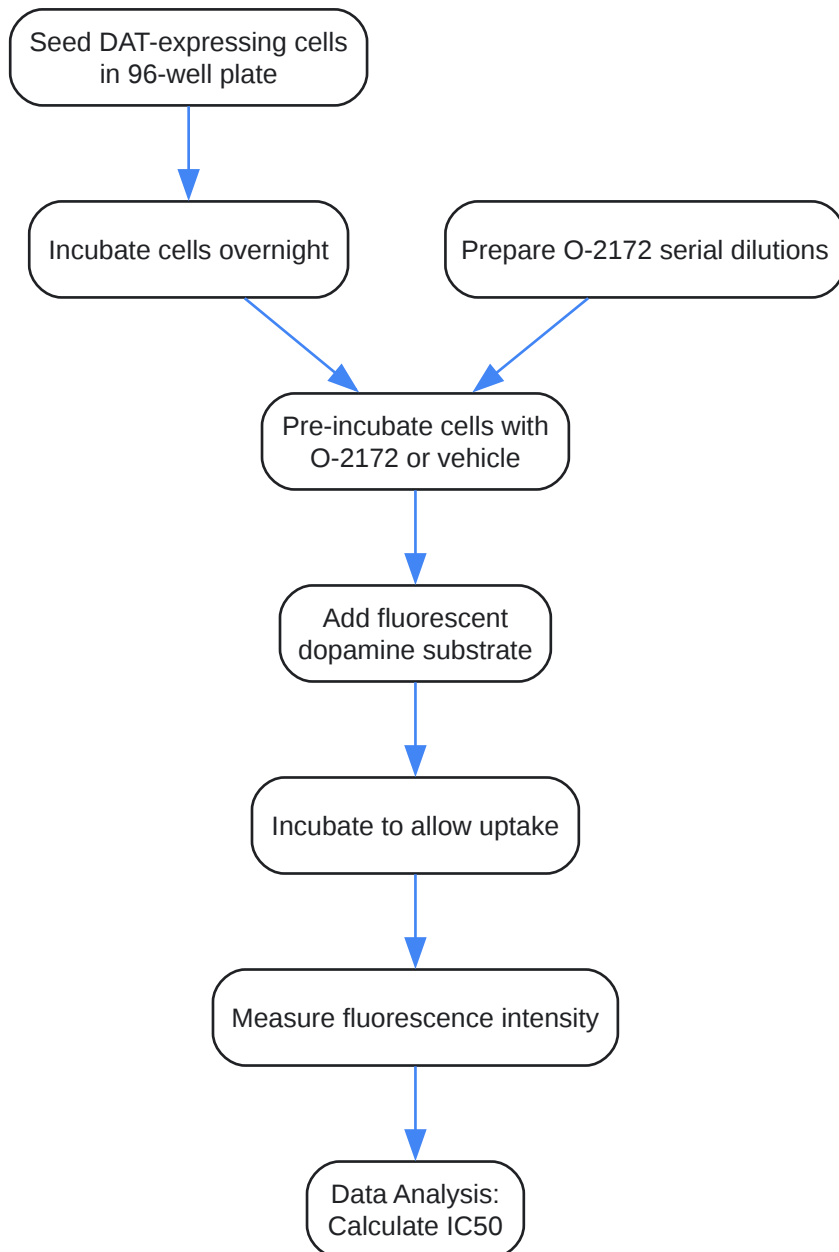 Seed DAT-expressing cells
in 96-well plate
Incubate cells overnight
Prepare O-2172 serial dilutions
Pre-incubate cells with
O-2172 or vehicle
Add fluorescent
dopamine substrate
Incubate to allow uptake
Measure fluorescence intensity
Data Analysis:
Calculate IC50